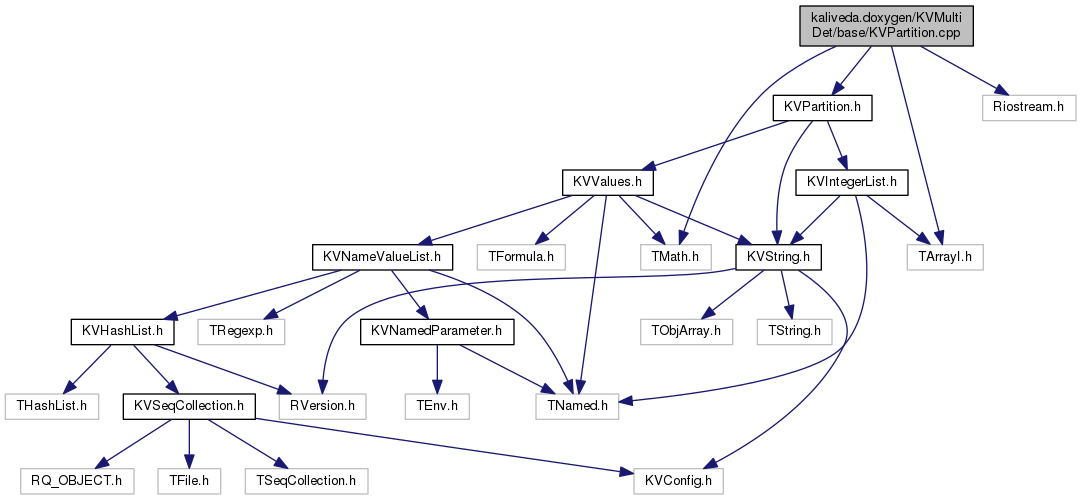 kaliveda.doxygen/KVMulti
Det/base/KVPartition.cpp
KVPartition.h
Riostream.h
KVValues.h
KVIntegerList.h
KVNameValueList.h
TFormula.h
TMath.h
KVString.h
TArrayI.h
KVHashList.h
TRegexp.h
KVNamedParameter.h
TObjArray.h
TString.h
THashList.h
KVSeqCollection.h
RVersion.h
TEnv.h
TNamed.h
RQ_OBJECT.h
TFile.h
TSeqCollection.h
KVConfig.h